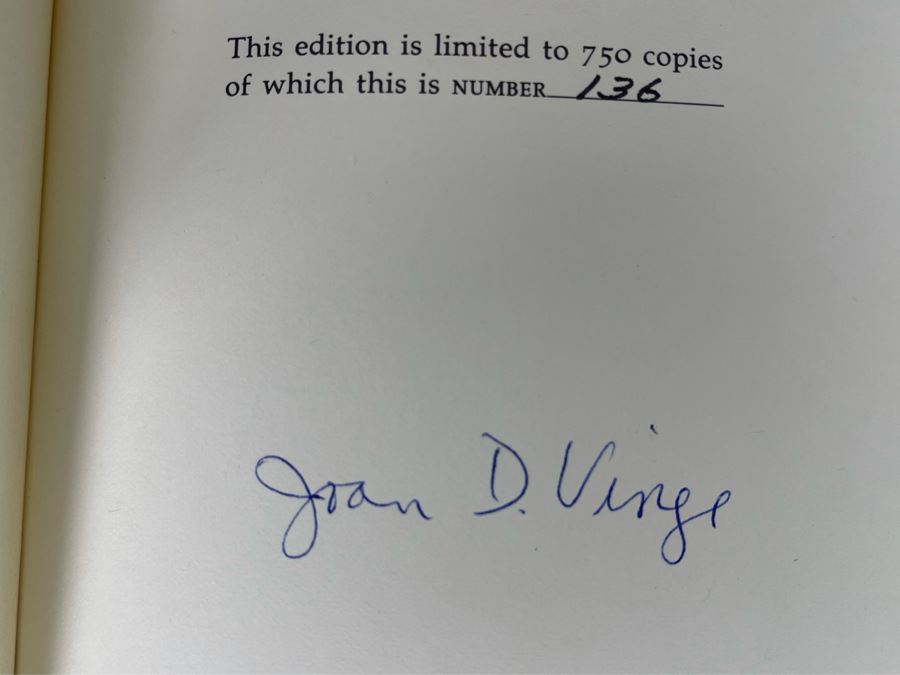 This edition is limited to 750 copies
of which this is NUMBER 136
Joan D. Vinge